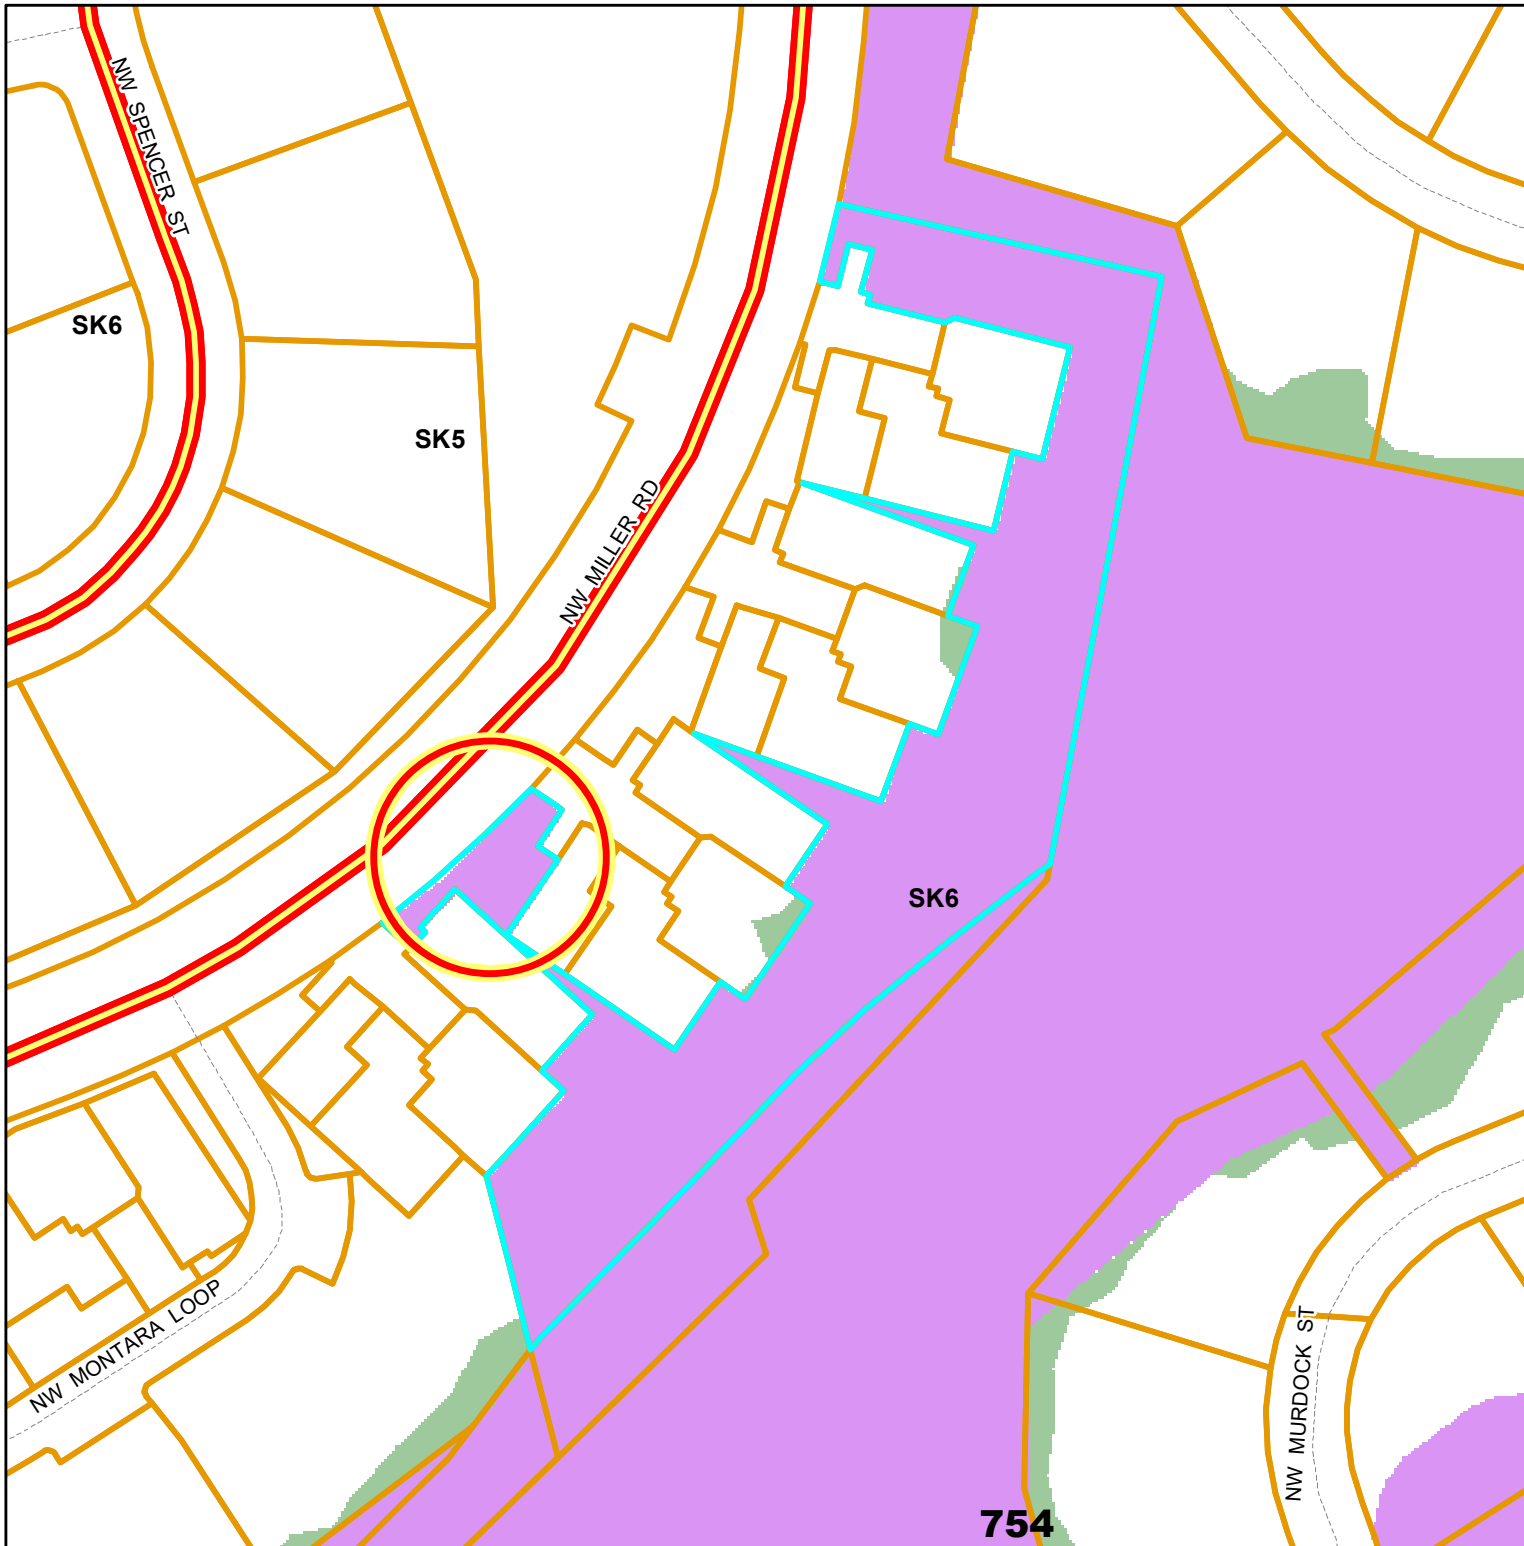 NW SPENCER ST
SK6
SK5
NW MILLER RD
SK6
NW MONTARA LOOP
NW MURDOCK ST
754